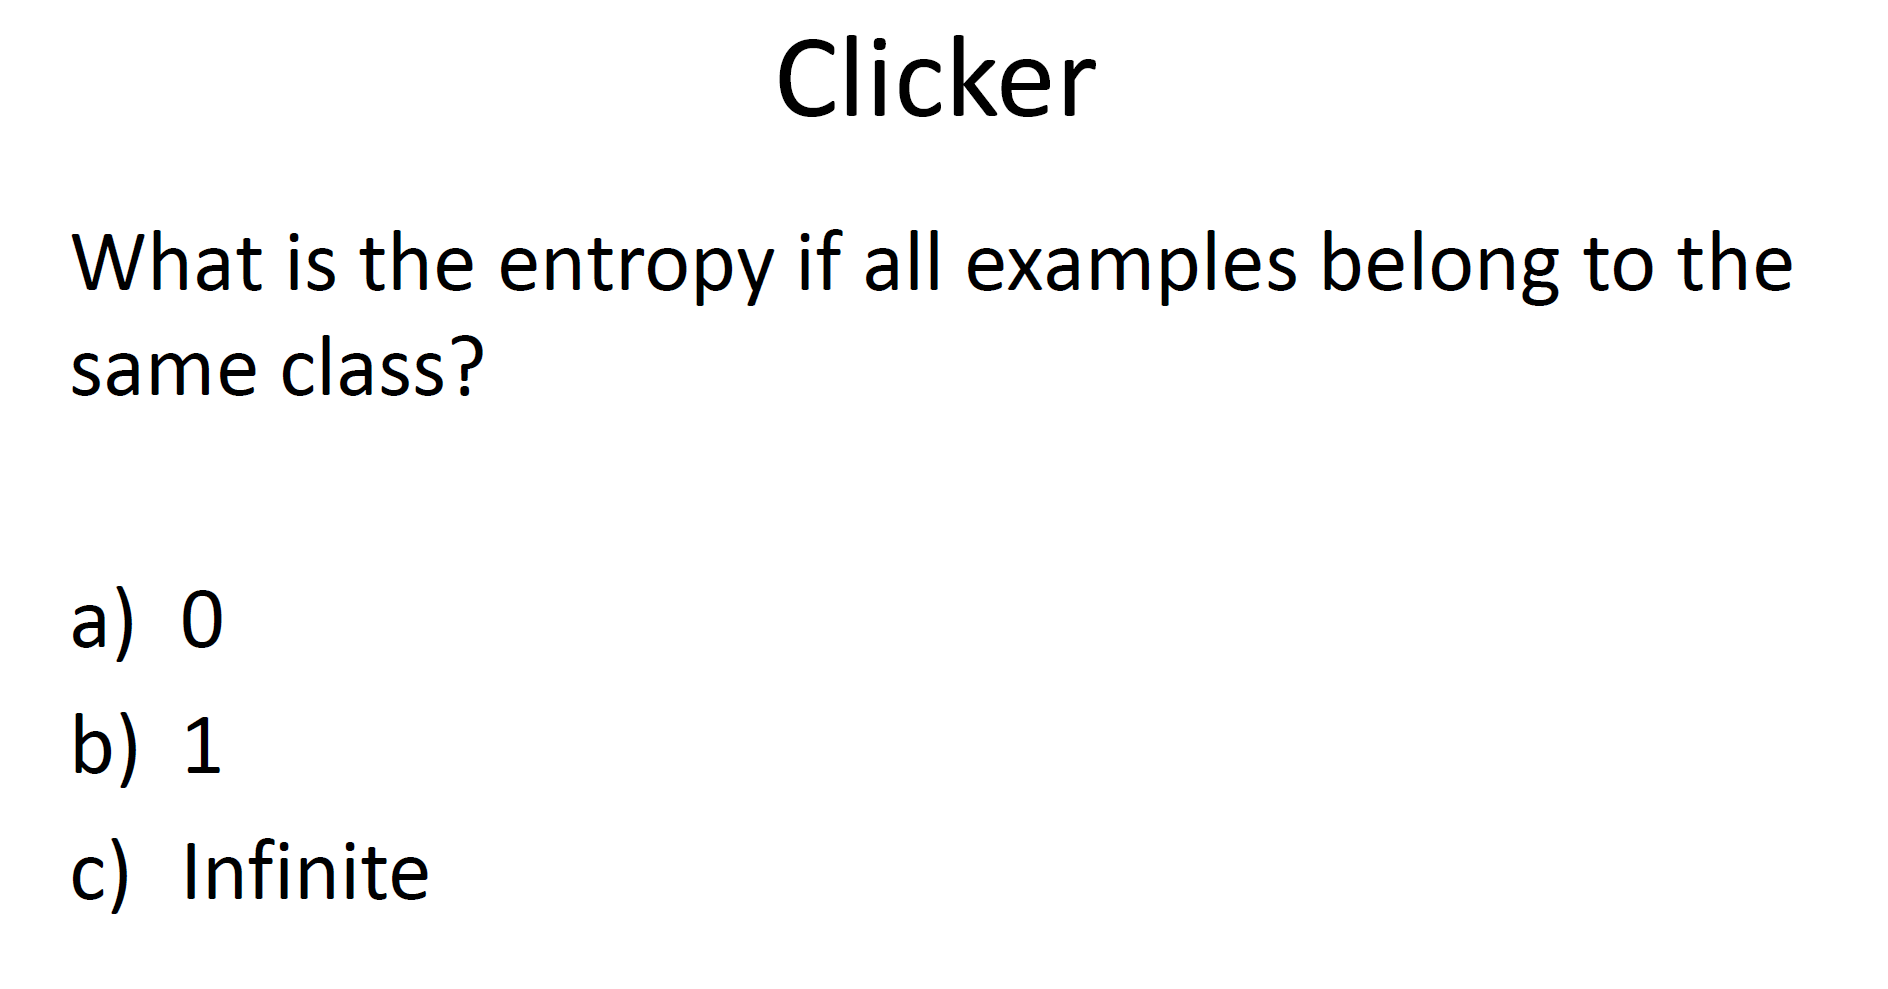 Clicker
What is the entropy if all examples belong to the
same class?
a) 0
b) 1
c) Infinite